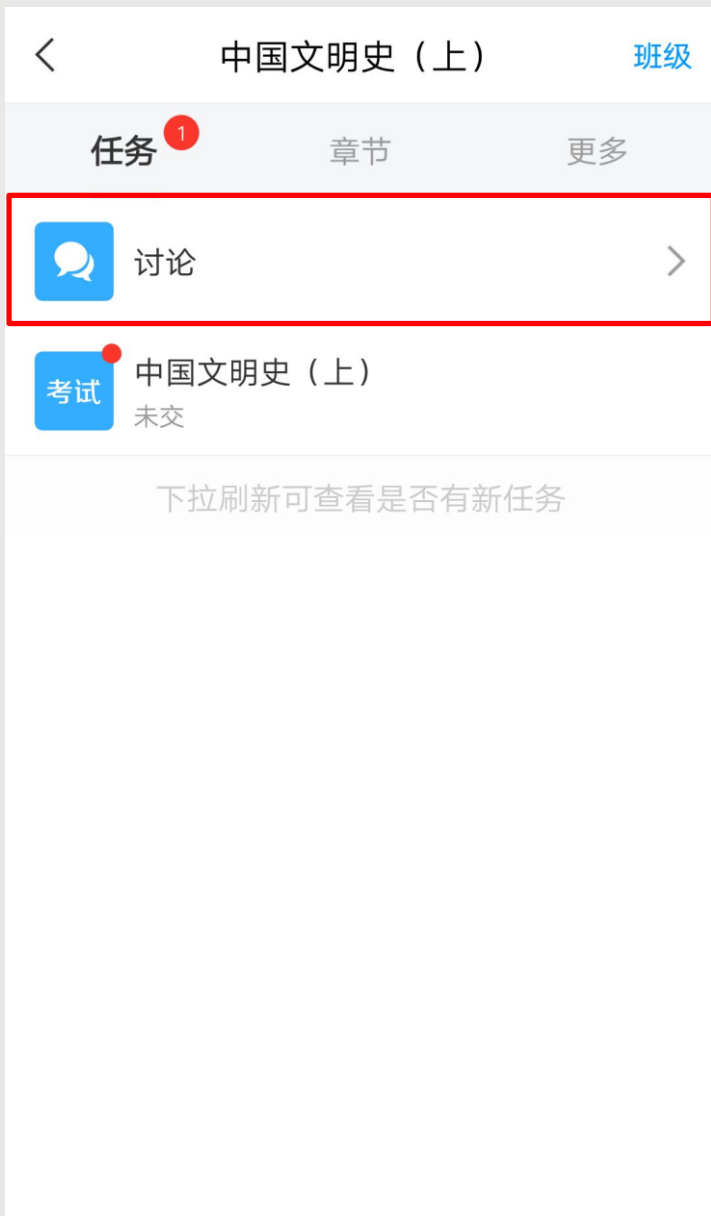 中国文明史（上）
班级
任务
1
章节
更多
讨论
考试
中国文明史（上）
未交
下拉刷新可查看是否有新任务